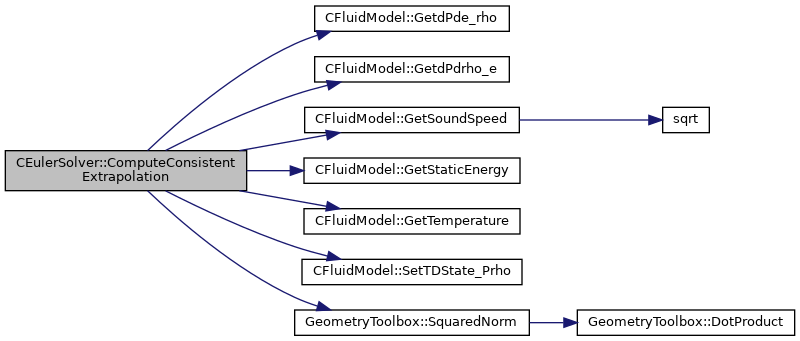 CEulerSolver::ComputeConsistent
Extrapolation
CFluidModel::GetdPde_rho
CFluidModel::GetdPdrho_e
CFluidModel::GetSoundSpeed
sqrt
CFluidModel::GetStaticEnergy
CFluidModel::GetTemperature
CFluidModel::SetTDState_Prho
GeometryToolbox::SquaredNorm
GeometryToolbox::DotProduct